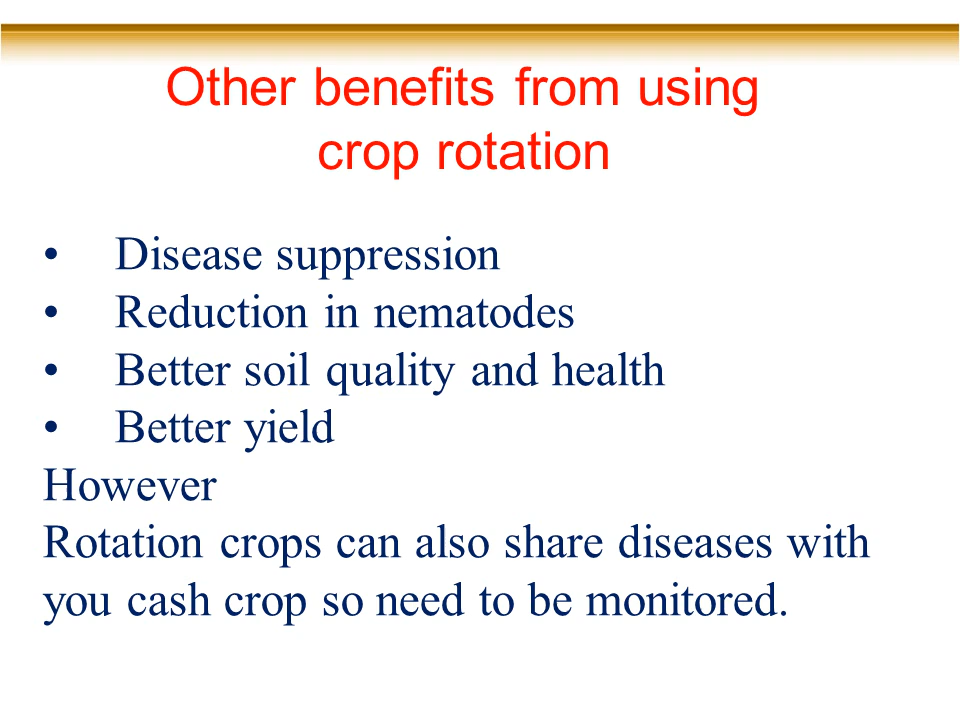 Other benefits from using
crop rotation
• Disease suppression
• Reduction in nematodes
• Better soil quality and health
• Better yield
However
Rotation crops can also share diseases with
you cash crop so need to be monitored.